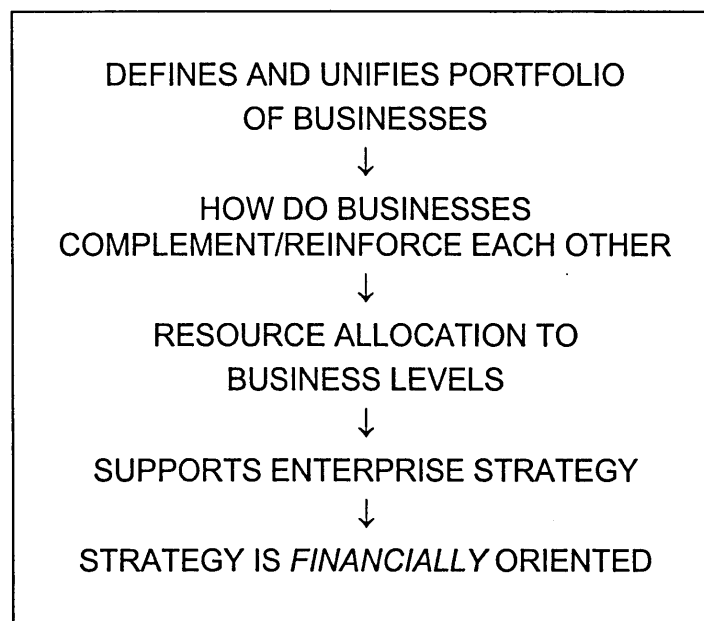 DEFINES AND UNIFIES PORTFOLIO
OF BUSINESSES
↓
HOW DO BUSINESSES
COMPLEMENT/REINFORCE EACH OTHER
↓
RESOURCE ALLOCATION TO
BUSINESS LEVELS
↓
SUPPORTS ENTERPRISE STRATEGY
↓
STRATEGY IS FINANCIALLY ORIENTED